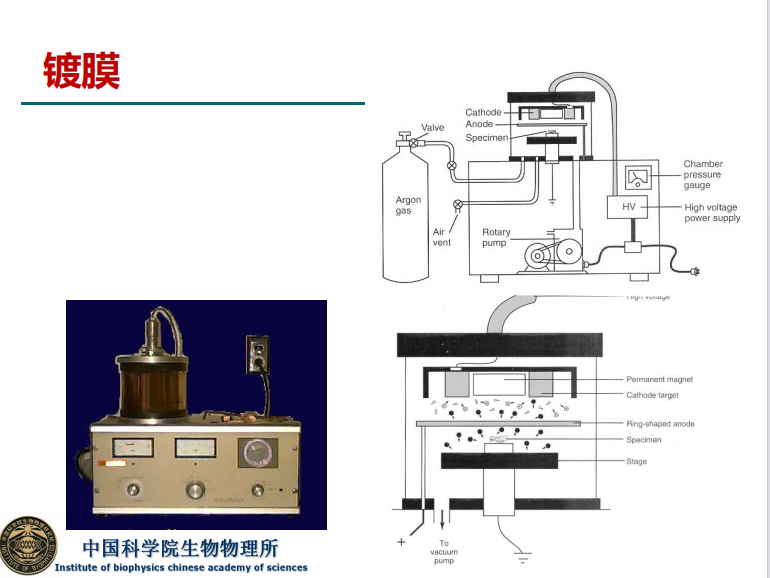 镀膜
Cathode
Anode
Specimen
Valve
Argon
gas
Air
vent
Rotary
pump
HV
Chamber
pressure
gauge
High voltage
power supply
High voltage
Permanent magnet
Cathode target
Ring-shaped anode
Specimen
Stage
+
To
vacuum
pump
中国科学院生物物理所
Institute of biophysics chinese academy of sciences